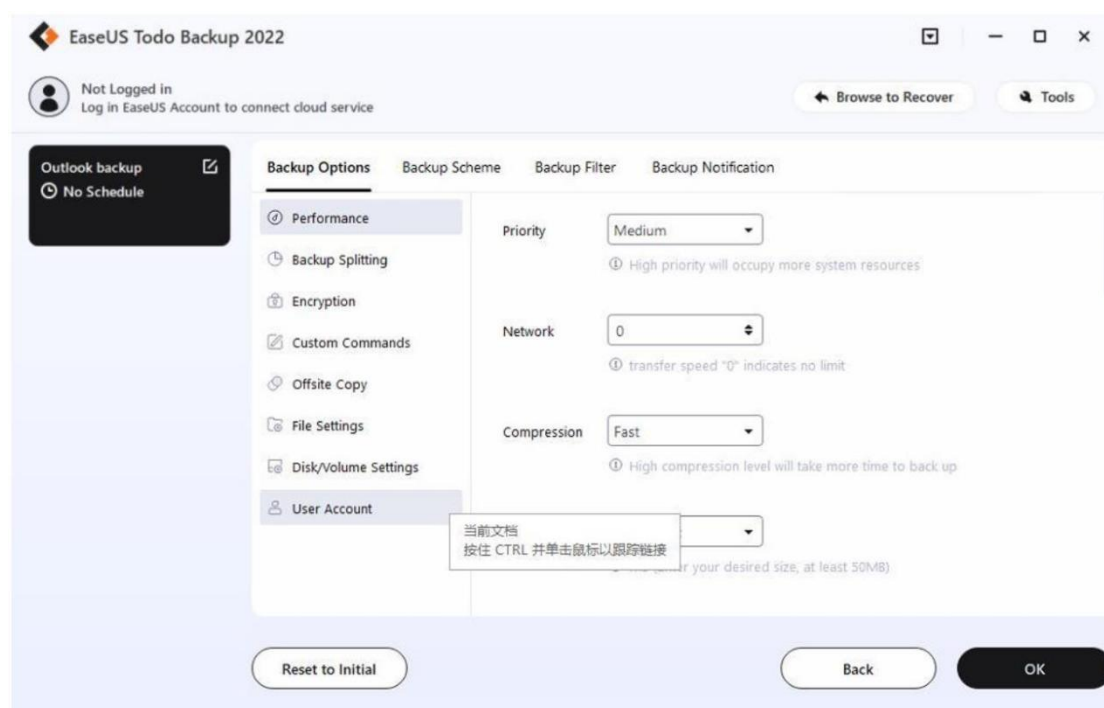 EaseUS Todo Backup 2022
Not Logged in
Log in EaseUS Account to connect cloud service
Browse to Recover
Tools
Outlook backup
No Schedule
Backup Options
Backup Scheme
Backup Filter
Backup Notification
Performance
Backup Splitting
Encryption
Custom Commands
Offsite Copy
File Settings
Disk/Volume Settings
User Account
Priority
Medium
High priority will occupy more system resources
Network
0
transfer speed "0" indicates no limit
Compression
Fast
High compression level will take more time to back up
当前文档
按住 CTRL 并单击鼠标以跟踪链接
your desired size, at least 50MB)
Reset to Initial
Back
OK